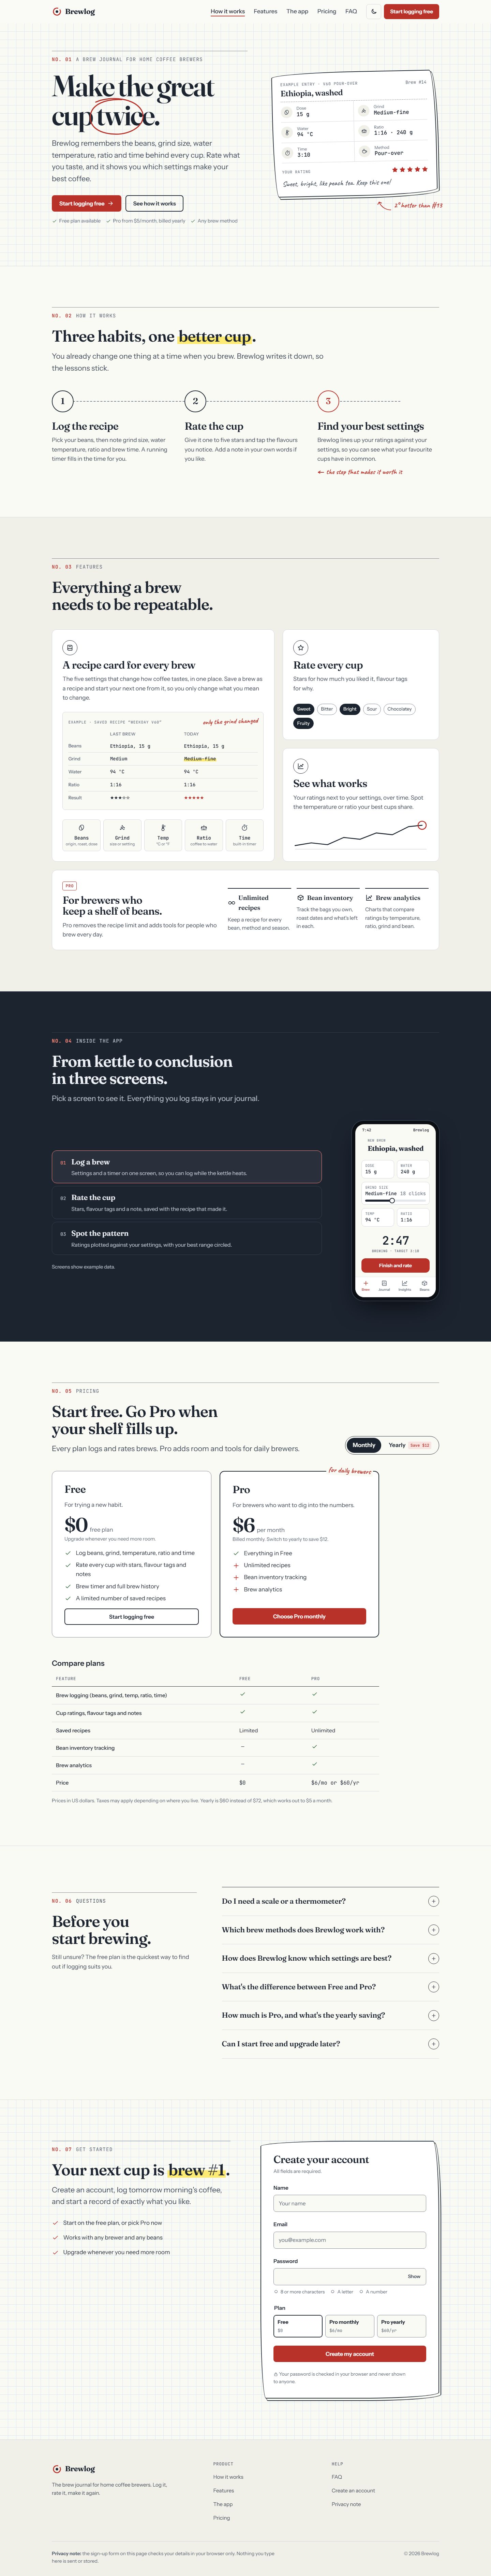 Brewlog
How it works Features The app Pricing FAQ Start logging free
NO. 01 A BREW JOURNAL FOR HOME COFFEE BREWERS
Make the great
cup twice.
Brewlog remembers the beans, grind size, water
temperature, ratio and time behind every cup. Rate what
you taste, and it shows you which settings make your
best coffee.
Start logging free → See how it works
Free plan available Pro from $5/month, billed yearly Any brew method
EXAMPLE ENTRY · V60 POUR-OVER Brew #14
Ethiopia, washed
Dose
15 g
Grind
Medium-fine
Water
94 °C
Ratio
1:16 · 240 g
Time
3:10
Method
Pour-over
YOUR RATING ★★★★★
Sweet, bright, like peach tea. Keep this one!
2° hotter than #13
NO. 02 HOW IT WORKS
Three habits, one better cup.
You already change one thing at a time when you brew. Brewlog writes it down, so
the lessons stick.
1 2 3
Log the recipe
Pick your beans, then note grind size, water
temperature, ratio and brew time. A running
timer fills in the time for you.
Rate the cup
Give it one to five stars and tap the flavours
you notice. Add a note in your own words if
you like.
Find your best settings
Brewlog lines up your ratings against your
settings, so you can see what your favourite
cups have in common.
← the step that makes it worth it
NO. 03 FEATURES
Everything a brew
needs to be repeatable.
A recipe card for every brew
The five settings that change how coffee tastes, in one place. Save a brew as
a recipe and start your next one from it, so you only change what you mean
to change.
EXAMPLE · SAVED RECIPE "WEEKDAY V60" only the grind changed
LAST BREW TODAY
Beans Ethiopia, 15 g Ethiopia, 15 g
Grind Medium Medium-fine
Water 94 °C 94 °C
Ratio 1:16 1:16
Result ★★★☆☆ ★★★★★
Beans
origin, roast, dose
Grind
size or setting
Temp
°C or °F
Ratio
coffee to water
Time
built-in timer
Rate every cup
Stars for how much you liked it, flavour tags
for why.
Sweet Bitter Bright Sour Chocolatey
Fruity
See what works
Your ratings next to your settings, over time. Spot
the temperature or ratio your best cups share.
PRO
For brewers who
keep a shelf of beans.
Pro removes the recipe limit and adds tools for people who
brew every day.
Unlimited
recipes
Keep a recipe for every
bean, method and season.
Bean inventory
Track the bags you own,
roast dates and what's left
in each.
Brew analytics
Charts that compare
ratings by temperature,
ratio, grind and bean.
NO. 04 INSIDE THE APP
From kettle to conclusion
in three screens.
Pick a screen to see it. Everything you log stays in your journal.
01 Log a brew
Settings and a timer on one screen, so you can log while the kettle heats.
02 Rate the cup
Stars, flavour tags and a note, saved with the recipe that made it.
03 Spot the pattern
Ratings plotted against your settings, with your best range circled.
Screens show example data.
7:42 Brewlog
NEW BREW
Ethiopia, washed
DOSE
15 g
WATER
240 g
GRIND SIZE
Medium-fine 18 clicks
TEMP
94 °C
RATIO
1:16
2:47
BREWING · TARGET 3:10
Finish and rate
Brew Journal Insights Beans
NO. 05 PRICING
Start free. Go Pro when
your shelf fills up.
Every plan logs and rates brews. Pro adds room and tools for daily brewers.
Monthly Yearly Save $12
Free
For trying a new habit.
$0 free plan
Upgrade whenever you need more room.
Log beans, grind, temperature, ratio and time
Rate every cup with stars, flavour tags and
notes
Brew timer and full brew history
A limited number of saved recipes
Start logging free
for daily brewers
Pro
For brewers who want to dig into the numbers.
$6 per month
Billed monthly. Switch to yearly to save $12.
Everything in Free
Unlimited recipes
Bean inventory tracking
Brew analytics
Choose Pro monthly
Compare plans
FEATURE FREE PRO
Brew logging (beans, grind, temp, ratio, time)
Cup ratings, flavour tags and notes
Saved recipes Limited Unlimited
Bean inventory tracking –
Brew analytics –
Price $0 $6/mo or $60/yr
Prices in US dollars. Taxes may apply depending on where you live. Yearly is $60 instead of $72, which works out to $5 a month.
NO. 06 QUESTIONS
Before you
start brewing.
Still unsure? The free plan is the quickest way to find
out if logging suits you.
Do I need a scale or a thermometer?
Which brew methods does Brewlog work with?
How does Brewlog know which settings are best?
What's the difference between Free and Pro?
How much is Pro, and what's the yearly saving?
Can I start free and upgrade later?
NO. 07 GET STARTED
Your next cup is brew #1.
Create an account, log tomorrow morning's coffee,
and start a record of exactly what you like.
Start on the free plan, or pick Pro now
Works with any brewer and any beans
Upgrade whenever you need more room
Create your account
All fields are required.
Name
Your name
Email
you@example.com
Password
Show
8 or more characters A letter A number
Plan
Free
$0
Pro monthly
$6/mo
Pro yearly
$60/yr
Create my account
Your password is checked in your browser and never shown
to anyone.
Brewlog
The brew journal for home coffee brewers. Log it,
rate it, make it again.
PRODUCT
How it works
Features
The app
Pricing
HELP
FAQ
Create an account
Privacy note
Privacy note: the sign-up form on this page checks your details in your browser only. Nothing you type
here is sent or stored.
© 2026 Brewlog